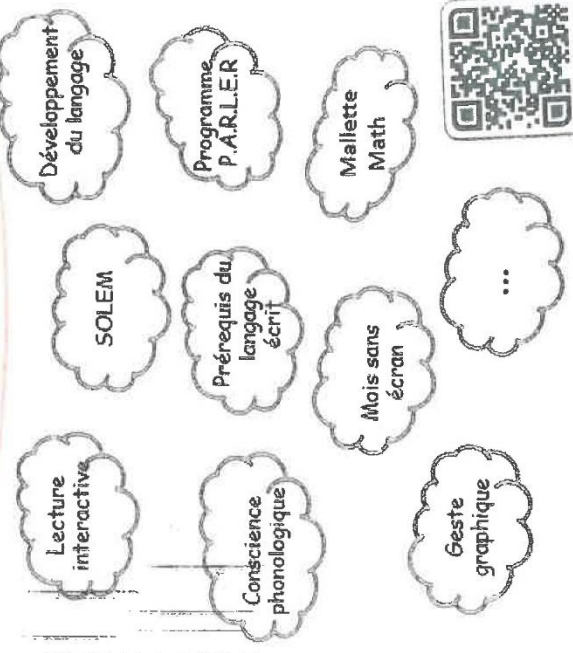 Lecture
interactive
SOLEM
Développement
du langage
Conscience
phonologique
Prérequis du
langage
écrit
Programme
P.A.R.L.E.R
Mois sans
écran
Mallette
Math
Geste
graphique
...